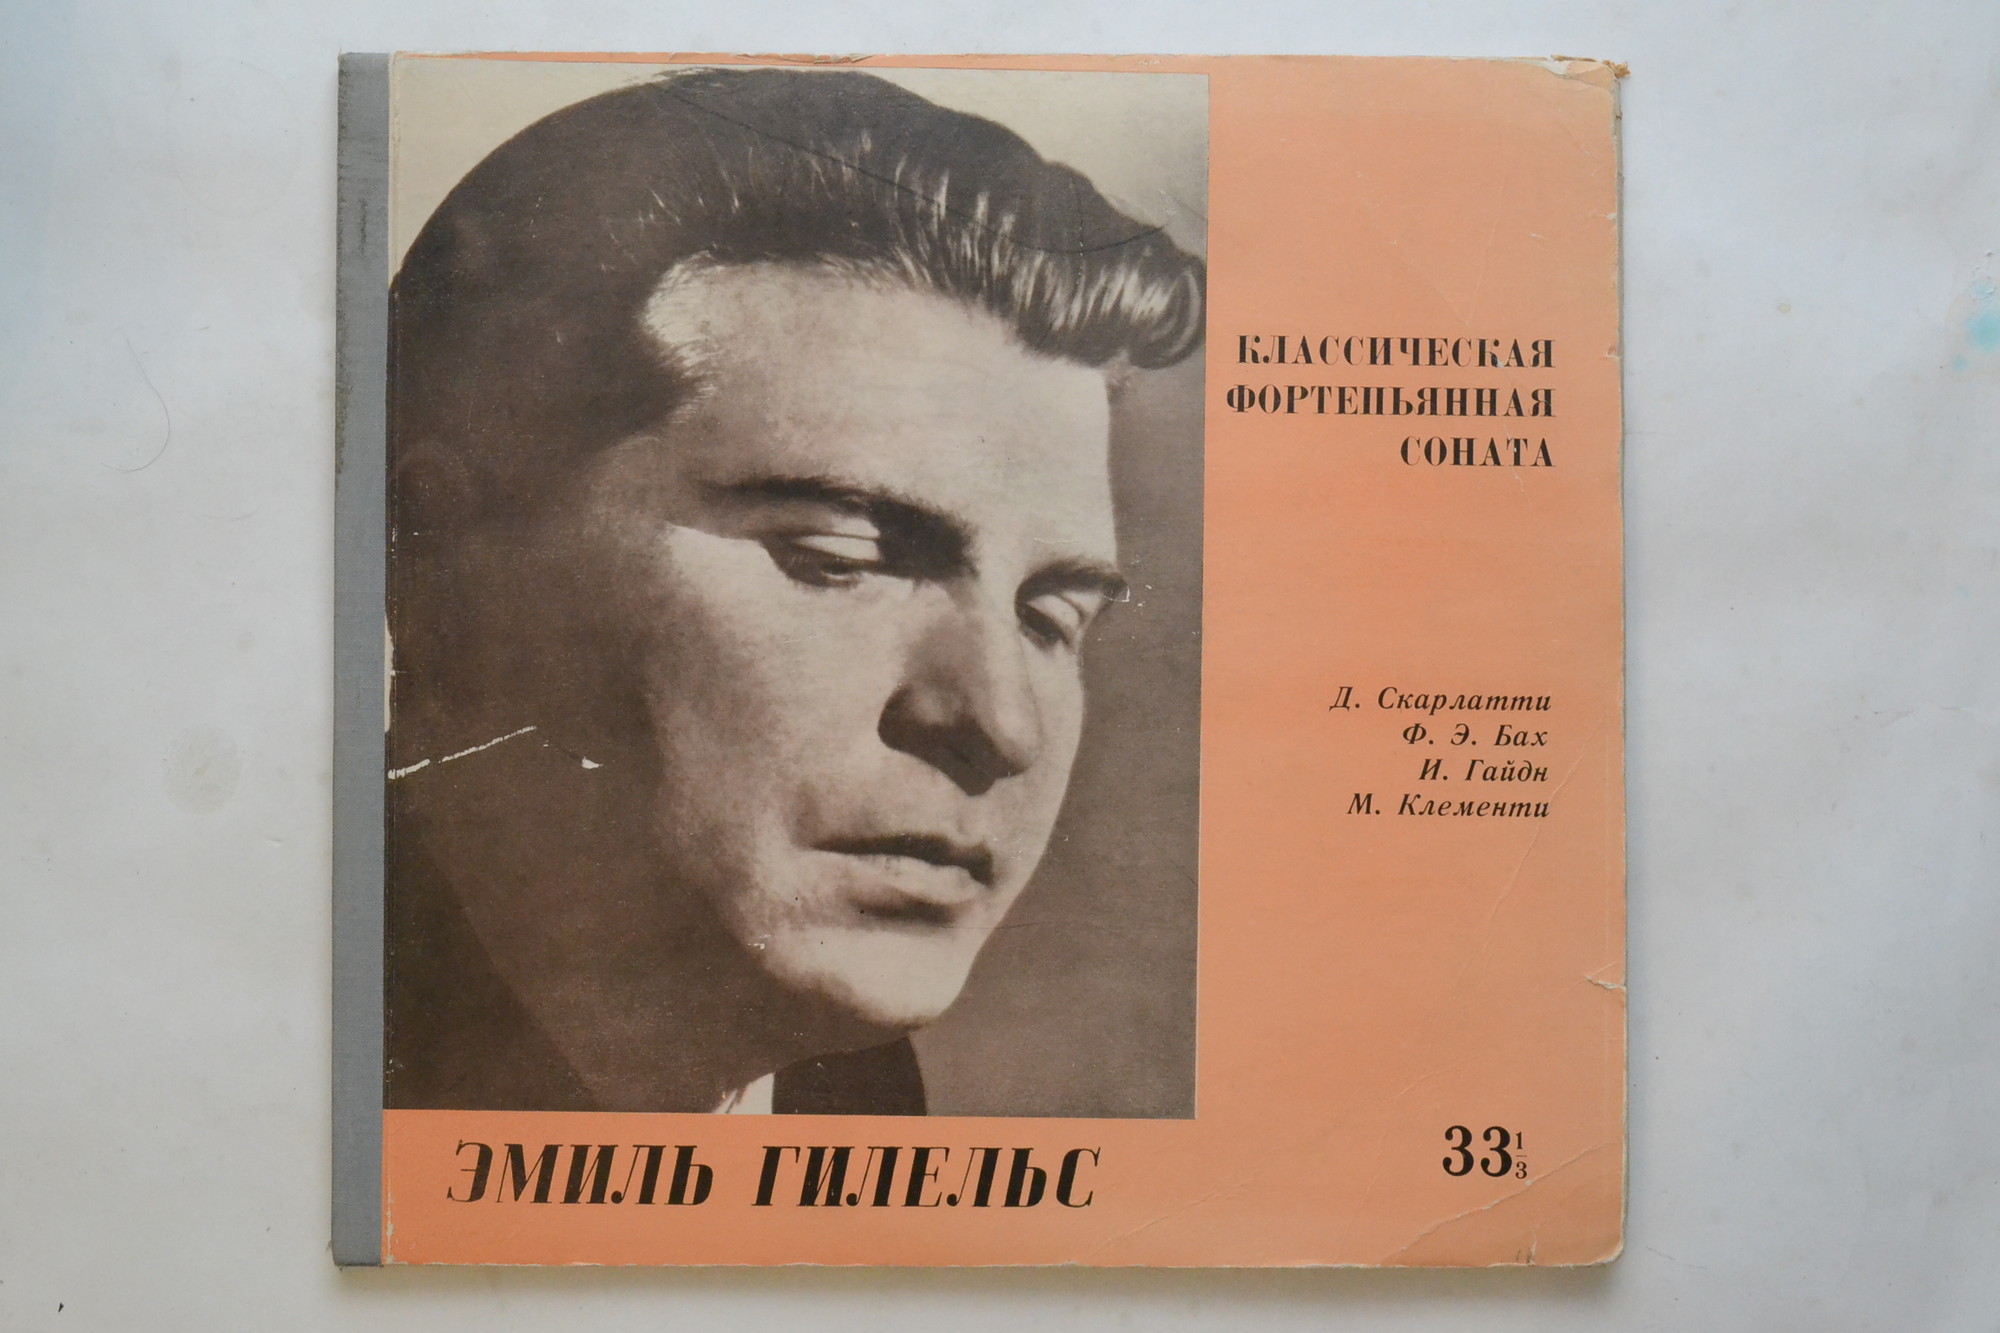 КЛАССИЧЕСКАЯ
ФОРТЕПЬЯННАЯ
СОНАТА
Д. Скарлатти
Ф. Э. Бах
И. Гайдн
М. Клементи
ЭМИЛЬ ГИЛЕЛЬС
33 1/3